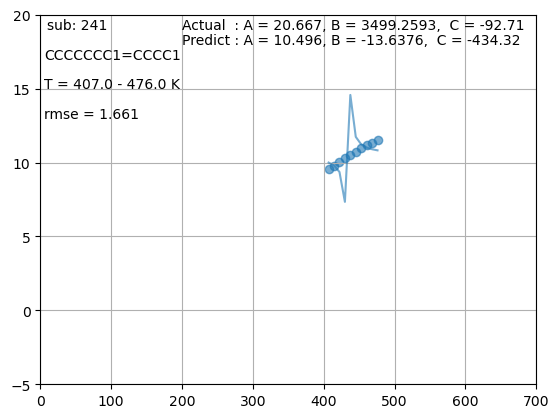 sub: 241
Actual  : A = 20.667, B = 3499.2593,  C = -92.71
Predict : A = 10.496, B = -13.6376,  C = -434.32
CCCCCCC1=CCCC1
T = 407.0 - 476.0 K
rmse = 1.661
20
15
10
5
0
−5
0 100 200 300 400 500 600 700